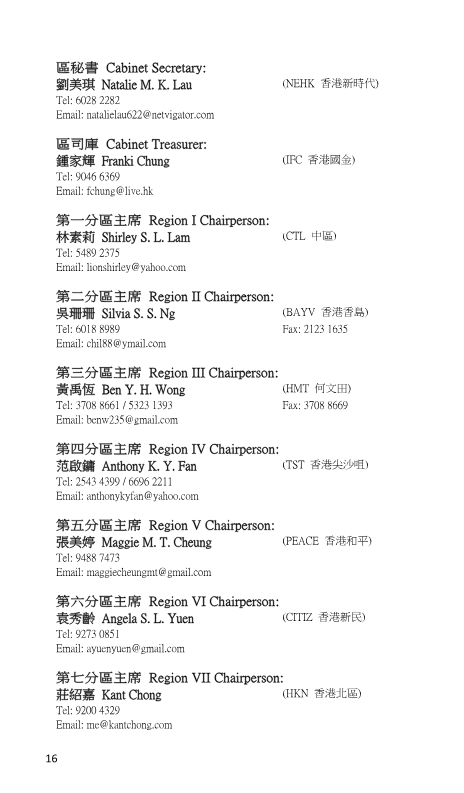 區秘書 Cabinet Secretary:
劉美琪 Natalie M. K. Lau (NEHK 香港新時代)
Tel: 6028 2282
Email: natalielau622@netvigator.com
區司庫 Cabinet Treasurer:
鍾家輝 Franki Chung (IFC 香港國金)
Tel: 9046 6369
Email: fchung@live.hk
第一分區主席 Region I Chairperson:
林素莉 Shirley S. L. Lam (CTL 中區)
Tel: 5489 2375
Email: lionshirley@yahoo.com
第二分區主席 Region II Chairperson:
吳珊珊 Silvia S. S. Ng (BAYV 香港香島)
Tel: 6018 8989 Fax: 2123 1635
Email: chil88@ymail.com
第三分區主席 Region III Chairperson:
黃禹恆 Ben Y. H. Wong (HMT 何文田)
Tel: 3708 8661 / 5323 1393 Fax: 3708 8669
Email: benw235@gmail.com
第四分區主席 Region IV Chairperson:
范啟鏞 Anthony K. Y. Fan (TST 香港尖沙咀)
Tel: 2543 4399 / 6696 2211
Email: anthonykyfan@yahoo.com
第五分區主席 Region V Chairperson:
張美婷 Maggie M. T. Cheung (PEACE 香港和平)
Tel: 9488 7473
Email: maggiecheungmt@gmail.com
第六分區主席 Region VI Chairperson:
袁秀齡 Angela S. L. Yuen (CITIZ 香港新民)
Tel: 9273 0851
Email: ayuenyuen@gmail.com
第七分區主席 Region VII Chairperson:
莊紹嘉 Kant Chong (HKN 香港北區)
Tel: 9200 4329
Email: me@kantchong.com
16